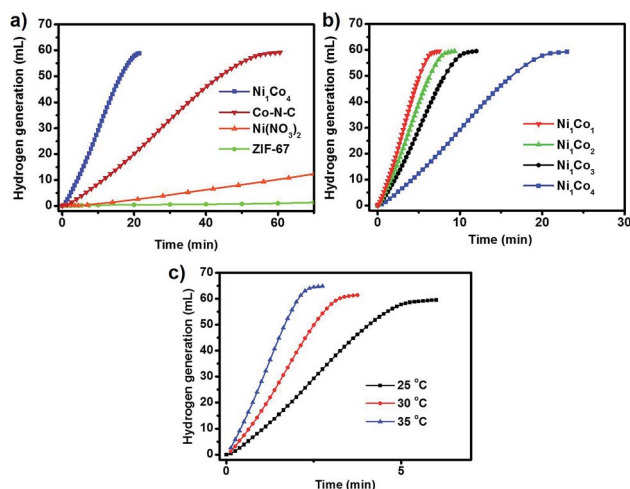 a)
Hydrogen generation (mL)
70
60
50
40
30
20
10
0
Ni₁Co₄
Co-N-C
Ni(NO₃)₂
ZIF-67
0 20 40 60
Time (min)
b)
Hydrogen generation (mL)
70
60
50
40
30
20
10
0
Ni₁Co₁
Ni₁Co₂
Ni₁Co₃
Ni₁Co₄
0 10 20 30
Time (min)
c)
Hydrogen generation (mL)
70
60
50
40
30
20
10
0
25 °C
30 °C
35 °C
0 5
Time (min)